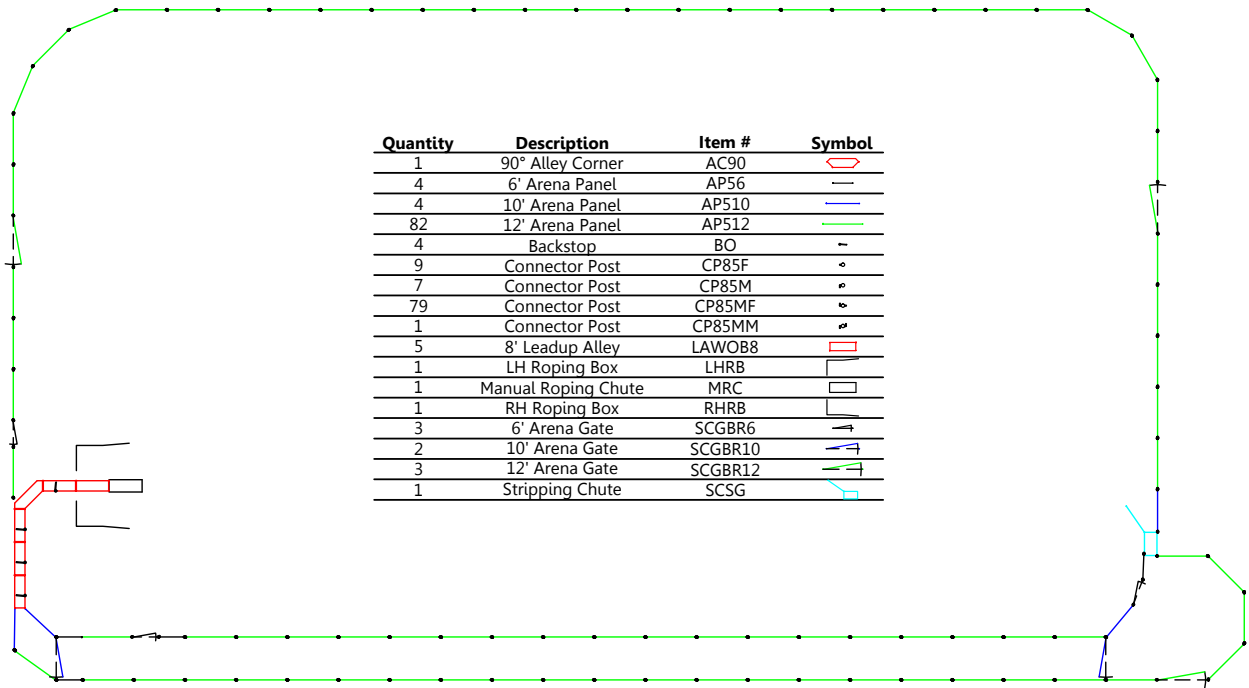 Quantity Description Item # Symbol
1 90° Alley Corner AC90
4 6' Arena Panel AP56
4 10' Arena Panel AP510
82 12' Arena Panel AP512
4 Backstop BO
9 Connector Post CP85F
7 Connector Post CP85M
79 Connector Post CP85MF
1 Connector Post CP85MM
5 8' Leadup Alley LAWOB8
1 LH Roping Box LHRB
1 Manual Roping Chute MRC
1 RH Roping Box RHRB
3 6' Arena Gate SCGBR6
2 10' Arena Gate SCGBR10
3 12' Arena Gate SCGBR12
1 Stripping Chute SCSG